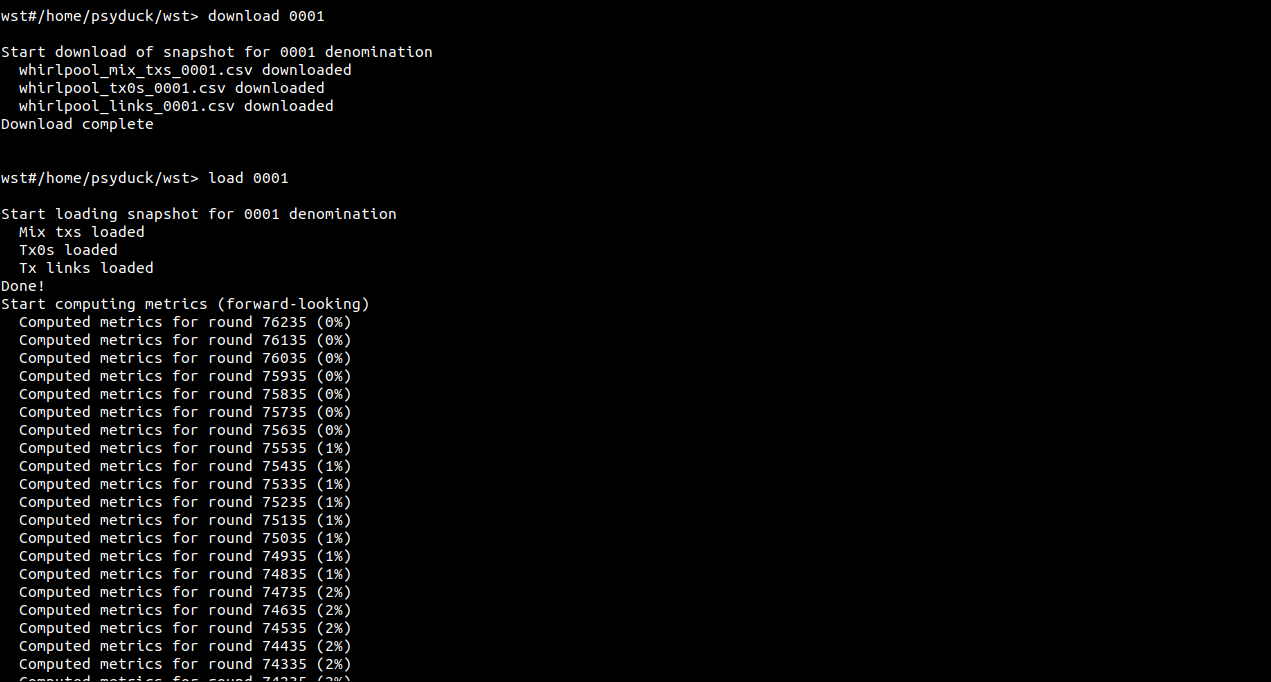 wst#/home/psyduck/wst> download 0001
Start download of snapshot for 0001 denomination
whirlpool_mix_txs_0001.csv downloaded
whirlpool_tx0s_0001.csv downloaded
whirlpool_links_0001.csv downloaded
Download complete
wst#/home/psyduck/wst> load 0001
Start loading snapshot for 0001 denomination
Mix txs loaded
Tx0s loaded
Tx links loaded
Done!
Start computing metrics (forward-looking)
Computed metrics for round 76235 (0%)
Computed metrics for round 76135 (0%)
Computed metrics for round 76035 (0%)
Computed metrics for round 75935 (0%)
Computed metrics for round 75835 (0%)
Computed metrics for round 75735 (0%)
Computed metrics for round 75635 (0%)
Computed metrics for round 75535 (1%)
Computed metrics for round 75435 (1%)
Computed metrics for round 75335 (1%)
Computed metrics for round 75235 (1%)
Computed metrics for round 75135 (1%)
Computed metrics for round 75035 (1%)
Computed metrics for round 74935 (1%)
Computed metrics for round 74835 (1%)
Computed metrics for round 74735 (2%)
Computed metrics for round 74635 (2%)
Computed metrics for round 74535 (2%)
Computed metrics for round 74435 (2%)
Computed metrics for round 74335 (2%)
Computed metrics for round